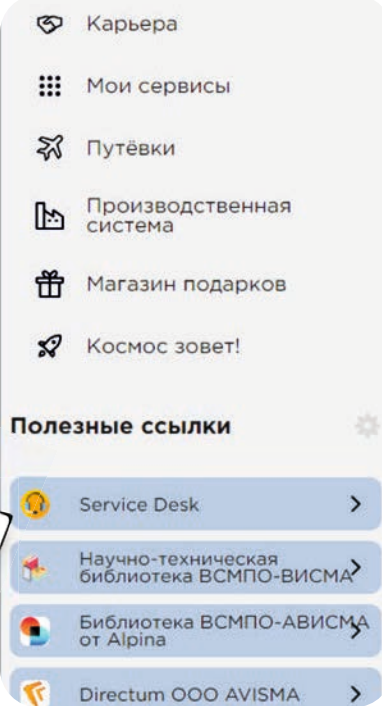 Карьера
Мои сервисы
Путёвки
Производственная
система
Магазин подарков
Космос зовет!
Полезные ссылки
Service Desk
Научно-техническая
библиотека ВСМПО-ВИСМА
Библиотека ВСМПО-АВИСМА
от Alpina
Directum ООО AVISMA